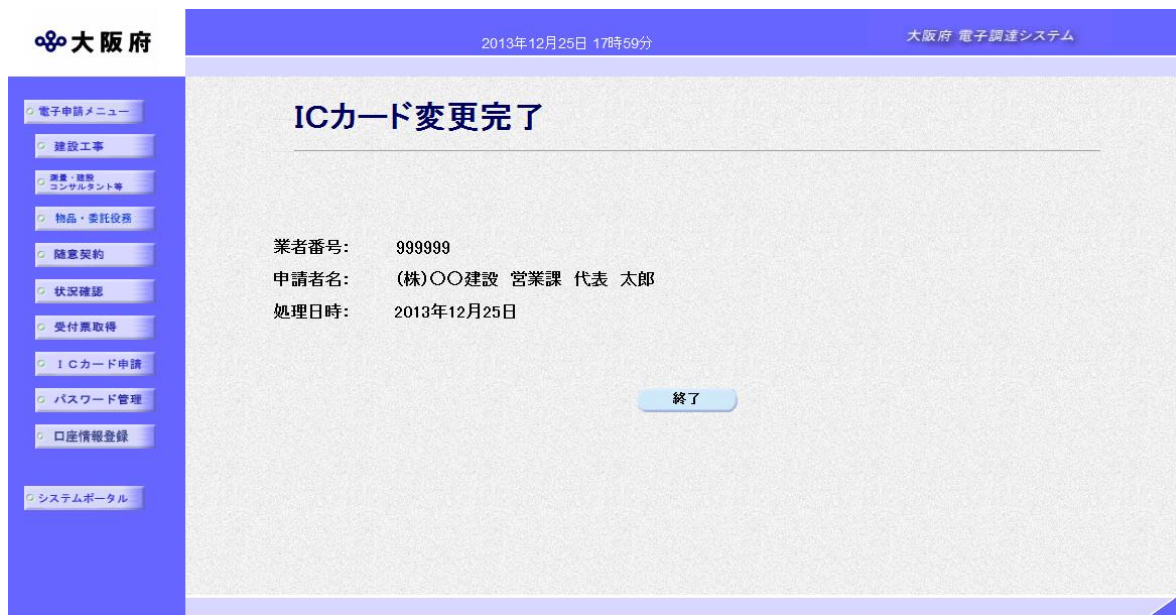 大阪府
2013年12月25日 17時59分
大阪府 電子調達システム
電子申請メニュー
建設工事
測量・建設
コンサルタント等
物品・委託役務
随意契約
状況確認
受付票取得
ICカード申請
パスワード管理
口座情報登録
システムポータル
ICカード変更完了
業者番号: 999999
申請者名: (株)〇〇建設 営業課 代表 太郎
処理日時: 2013年12月25日
終了